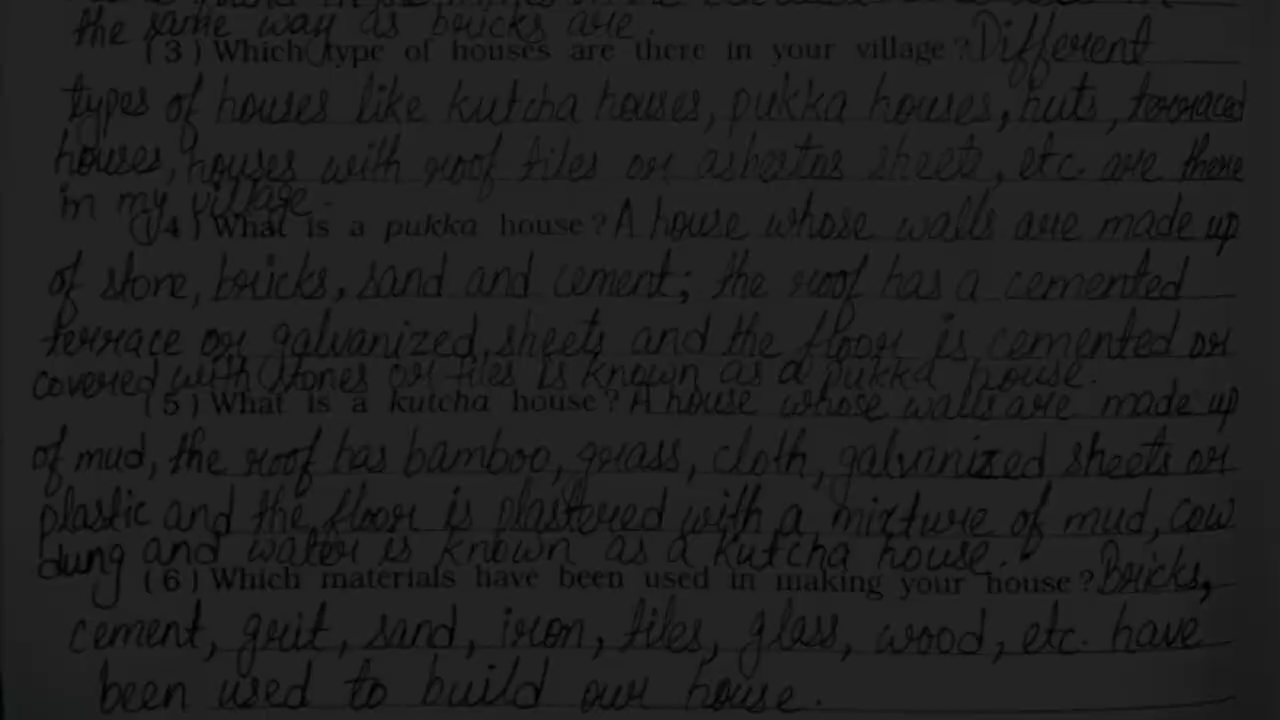 the same way as bricks are.
(3) Which type of houses are there in your village? Different
types of houses like kutcha houses, pukka houses, huts, terraced
houses, houses with roof tiles or asbestos sheets, etc. are there
in my village.
(4) What is a pukka house? A house whose walls are made up
of stone, bricks, sand and cement; the roof has a cemented
terrace or galvanized sheets and the floor is cemented or
covered with stones or tiles is known as a pukka house.
(5) What is a kutcha house? A house whose walls are made up
of mud, the roof has bamboo, grass, cloth, galvanized sheets or
plastic and the floor is plastered with a mixture of mud, cow
dung and water is known as a kutcha house.
(6) Which materials have been used in making your house? Bricks,
cement, grit, sand, iron, tiles, glass, wood, etc. have
been used to build our house.